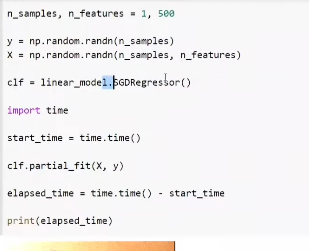 n_samples, n_features = 1, 500
y = np.random.randn(n_samples)
X = np.random.randn(n_samples, n_features)
clf = linear_model.SGDRegressor()
import time
start_time = time.time()
clf.partial_fit(X, y)
elapsed_time = time.time() - start_time
print(elapsed_time)